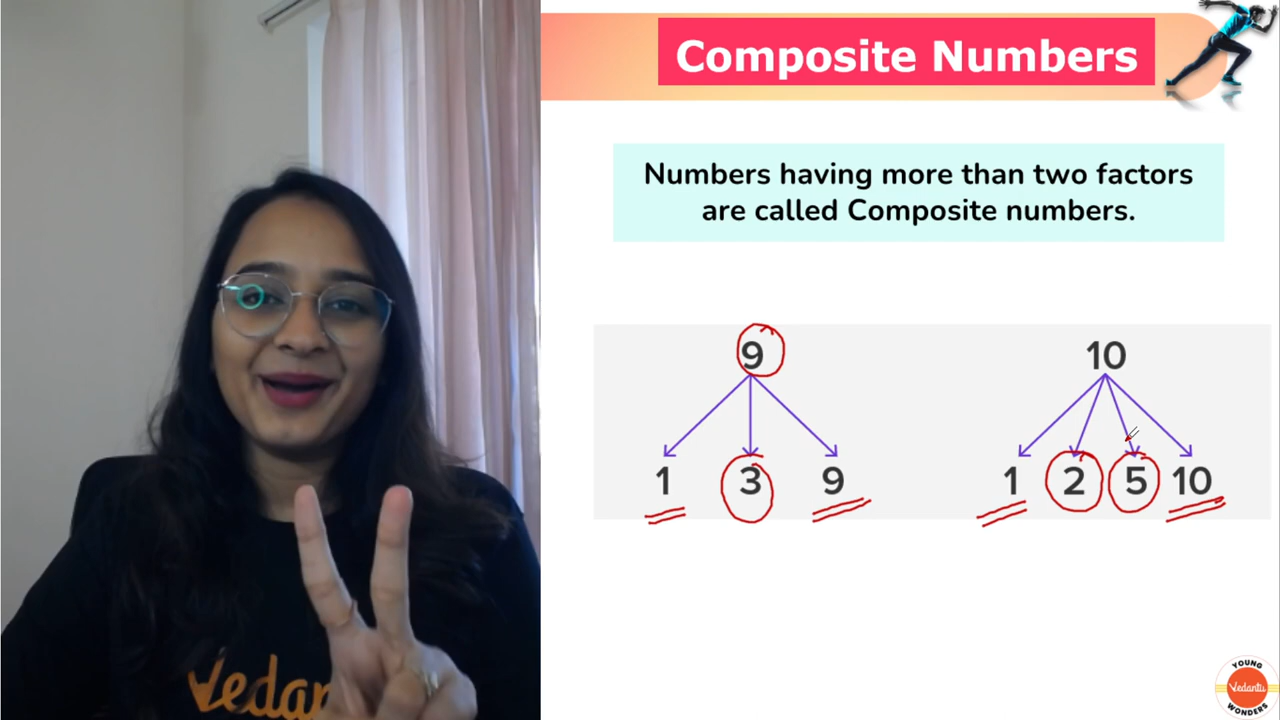 Composite Numbers
Numbers having more than two factors
are called Composite numbers.
9 10
1 3 9 1 2 5 10
Vedan
YOUNG
Vedantu
WONDERS